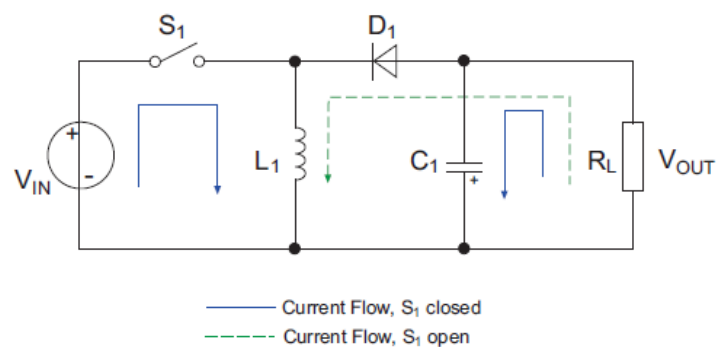 S1 D1
+
-
VIN
L1
C1
+
RL
VOUT
Current Flow, S1 closed
Current Flow, S1 open